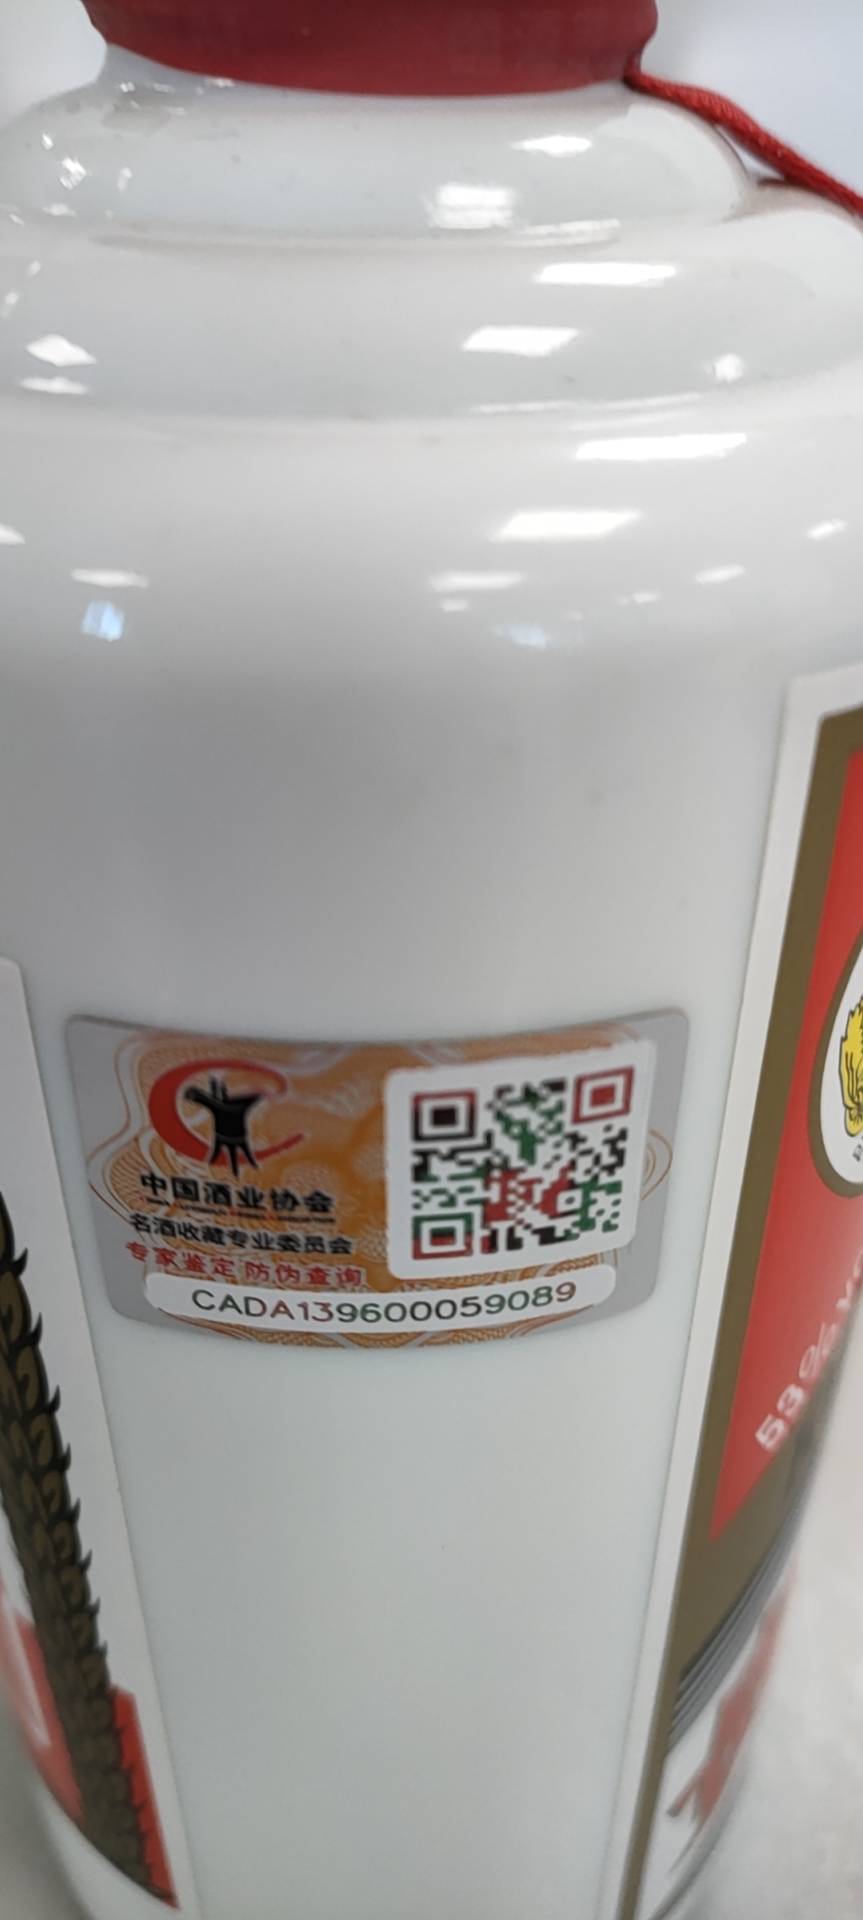 中国酒业协会
名酒收藏专业委员会
专家鉴定 防伪查询
CADA139600059089
53%